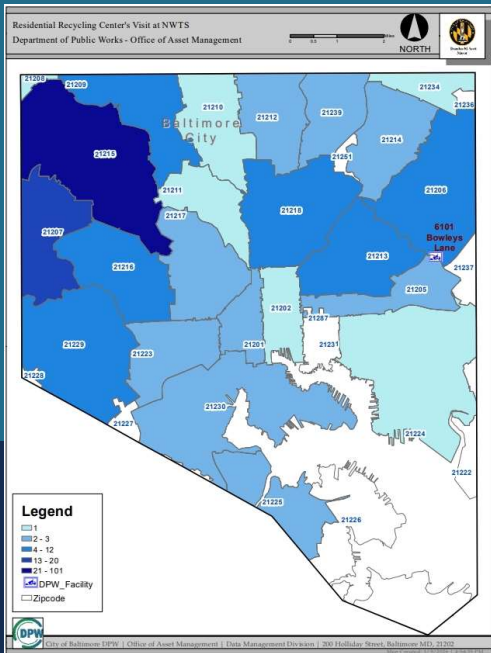 Residential Recycling Center's Visit at NWTS
Department of Public Works - Office of Asset Management
NORTH
21208
21209
21210
21212
21239
21234
21236
Baltimore
City
21214
21215
21251
21211
21206
21207
21217
21218
6101
Bowleys
Lane
21216
21213
21237
21205
21202
21287
21229
21201
21231
21223
21228
21230
21227
21224
21222
21225
21226
Legend
1
2 - 3
4 - 12
13 - 20
21 - 101
DPW_Facility
Zipcode
DPW
City of Baltimore DPW | Office of Asset Management | Data Management Division | 200 Holliday Street, Baltimore MD, 21202